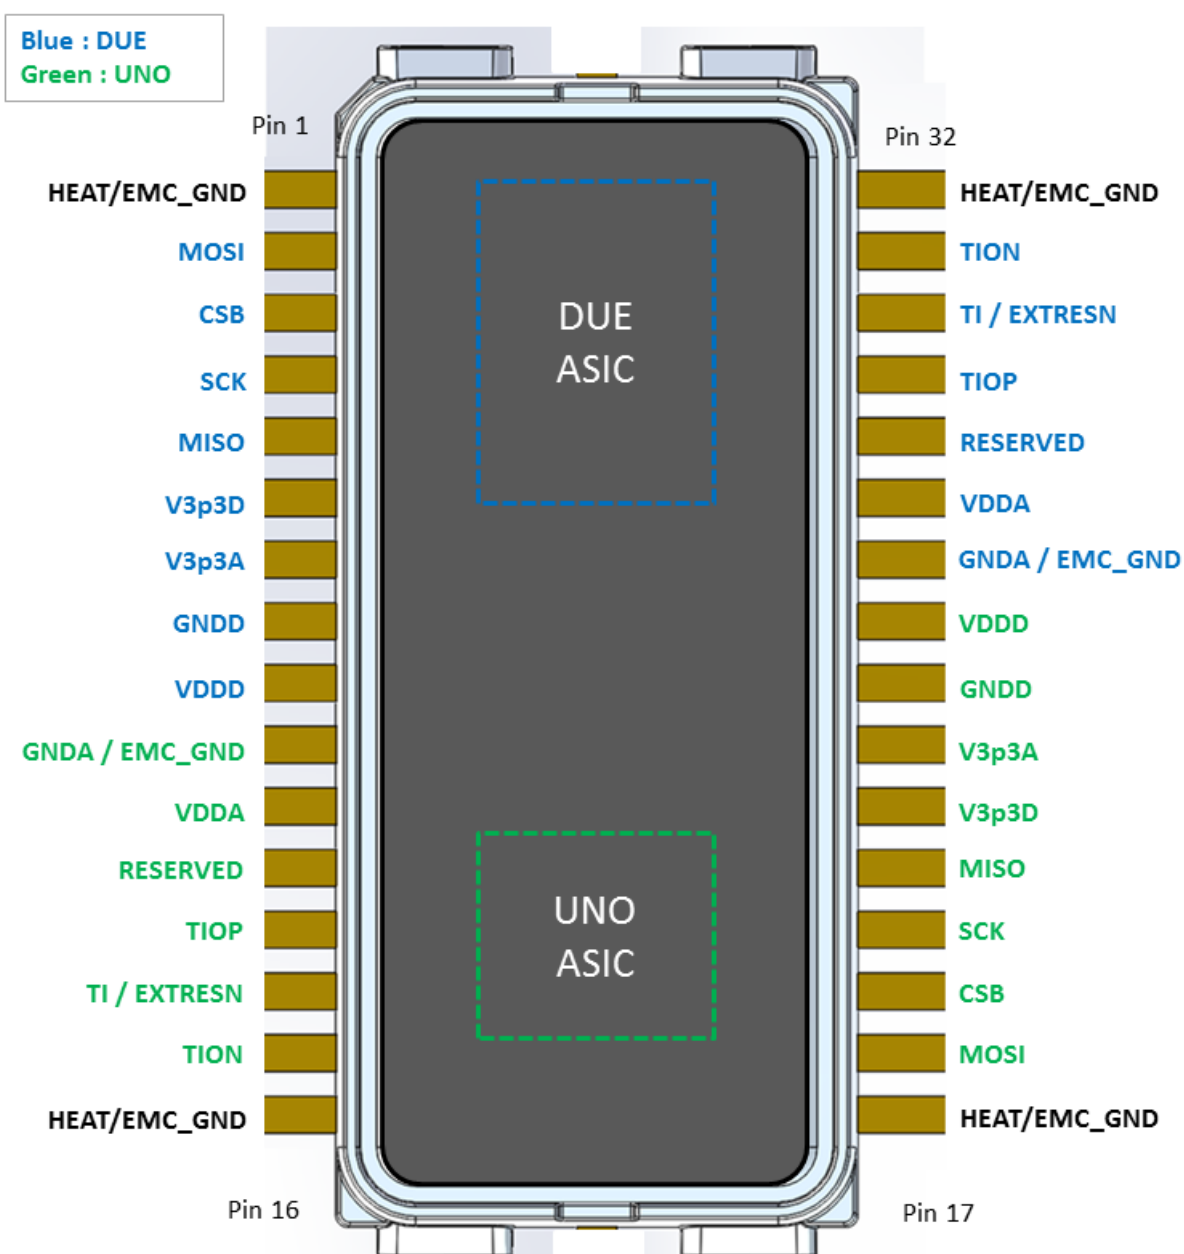 Blue : DUE
Green : UNO
Pin 1
Pin 32
HEAT/EMC_GND
MOSI
CSB
SCK
MISO
V3p3D
V3p3A
GNDD
VDDD
GNDA / EMC_GND
VDDA
RESERVED
TIOP
TI / EXTRESN
TION
HEAT/EMC_GND
Pin 16
DUE
ASIC
UNO
ASIC
HEAT/EMC_GND
TION
TI / EXTRESN
TIOP
RESERVED
VDDA
GNDA / EMC_GND
VDDD
GNDD
V3p3A
V3p3D
MISO
SCK
CSB
MOSI
HEAT/EMC_GND
Pin 17